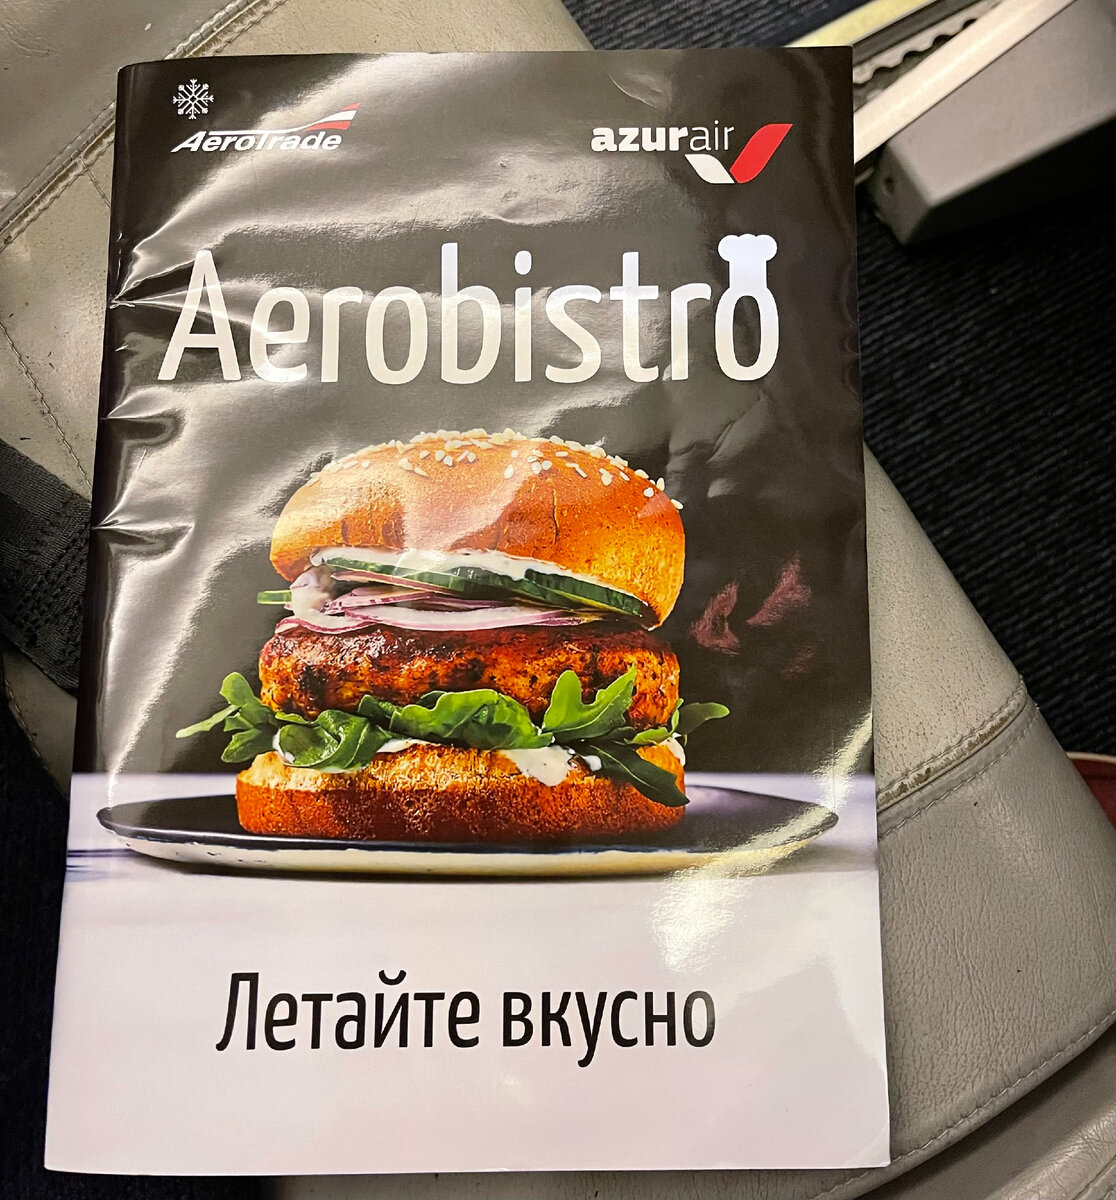 AeroTrade
azurair
Aerobistro
Летайте вкусно